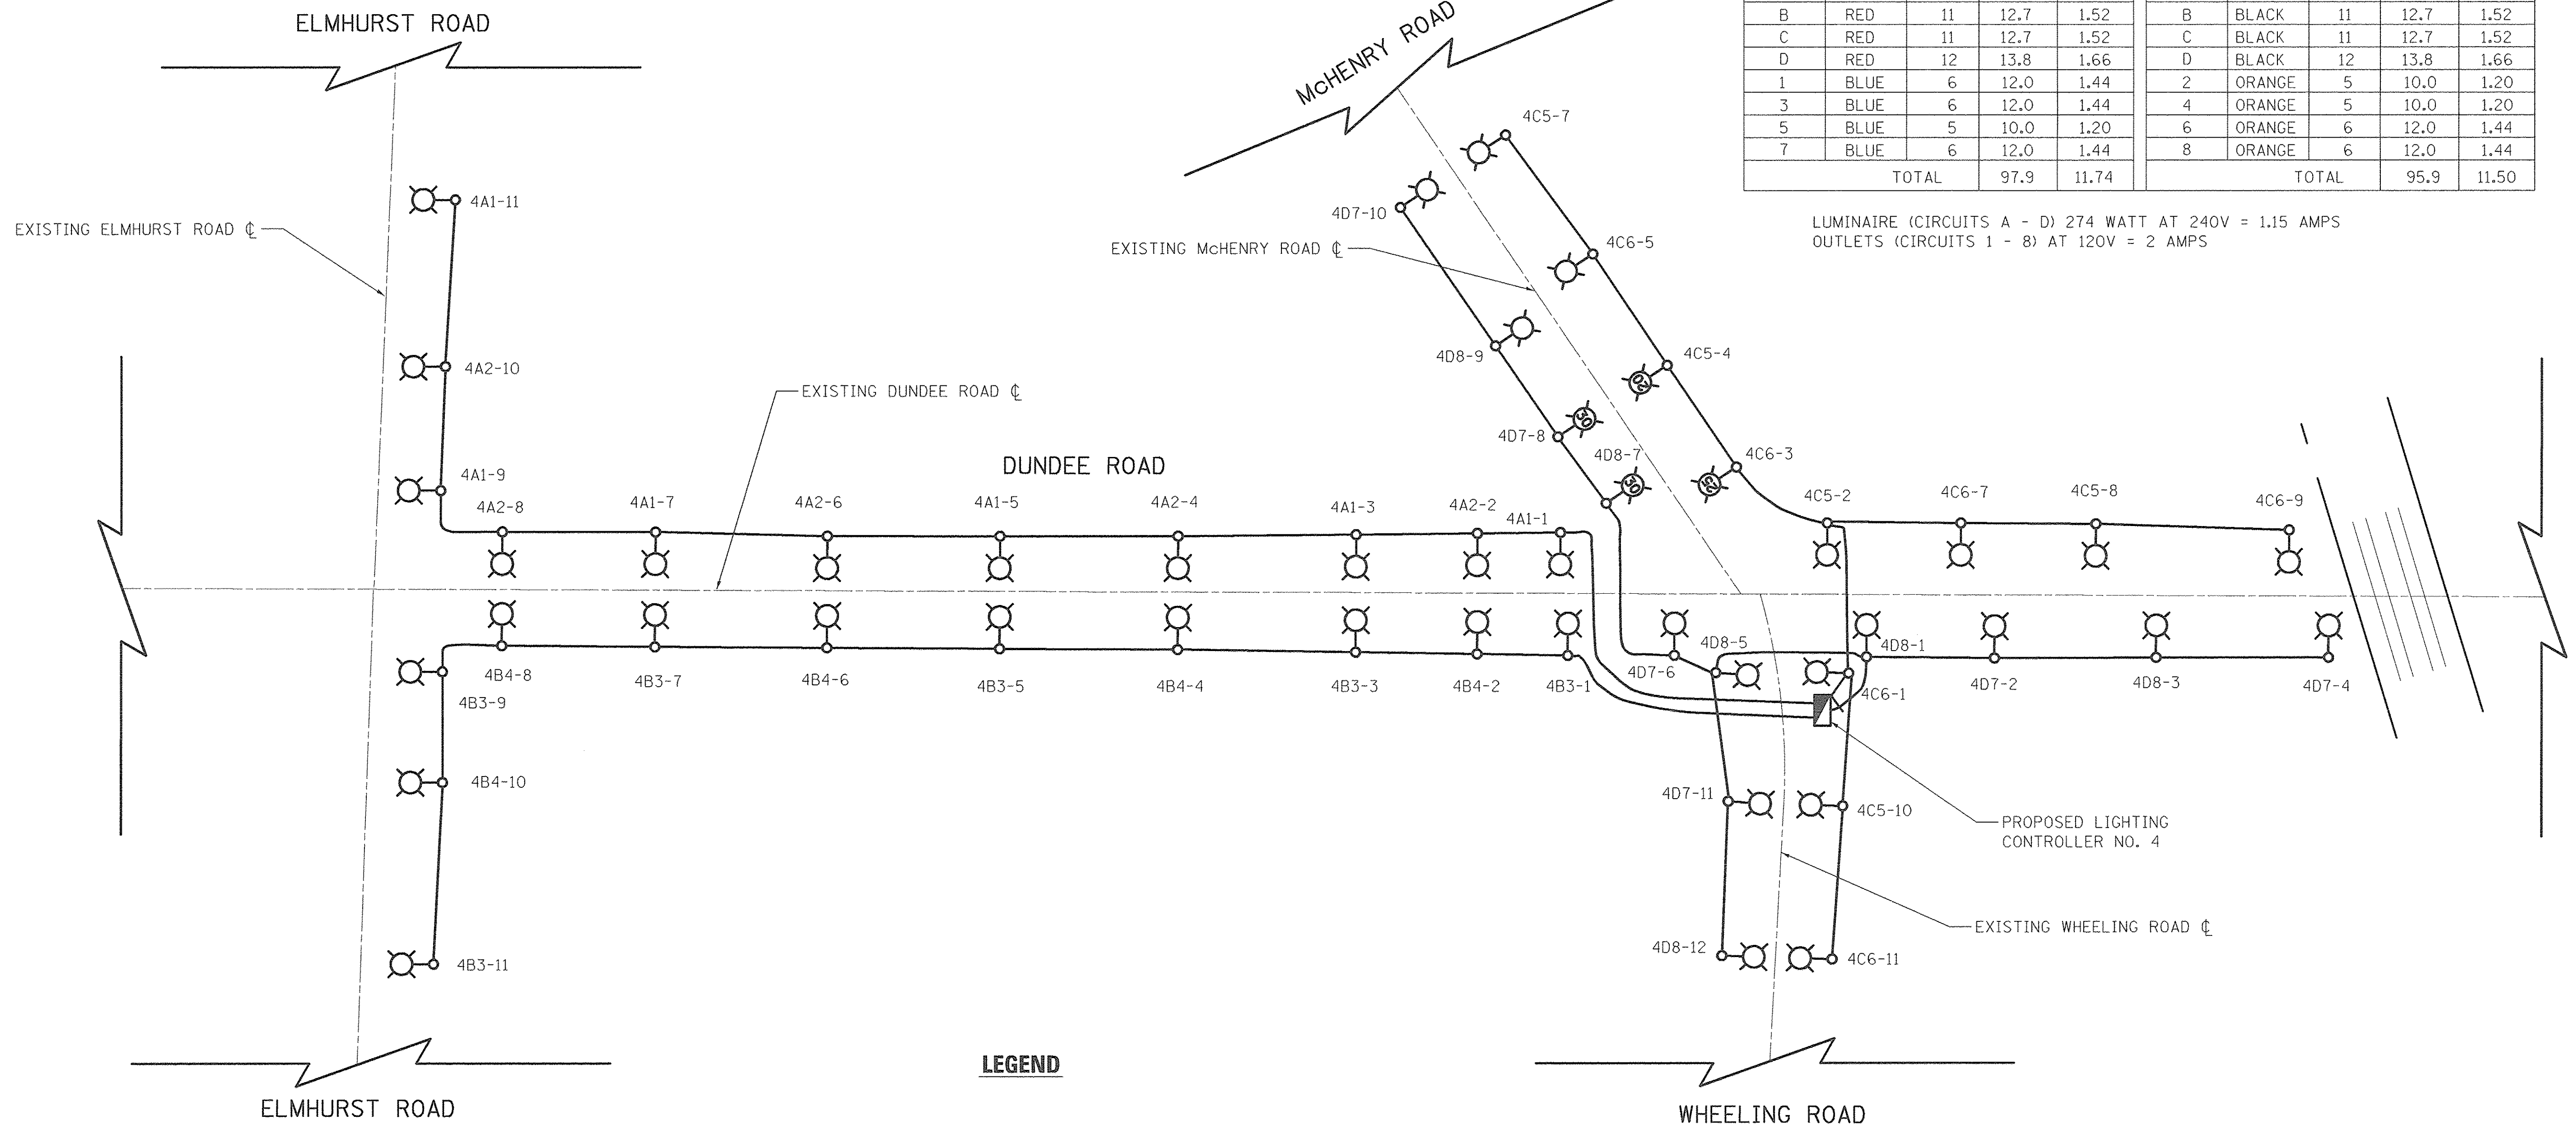 ELMHURST ROAD
McHENRY ROAD
B RED 11 12.7 1.52 B BLACK 11 12.7 1.52
C RED 11 12.7 1.52 C BLACK 11 12.7 1.52
D RED 12 13.8 1.66 D BLACK 12 13.8 1.66
1 BLUE 6 12.0 1.44 2 ORANGE 5 10.0 1.20
3 BLUE 6 12.0 1.44 4 ORANGE 5 10.0 1.20
5 BLUE 5 10.0 1.20 6 ORANGE 6 12.0 1.44
7 BLUE 6 12.0 1.44 8 ORANGE 6 12.0 1.44
TOTAL 97.9 11.74 TOTAL 95.9 11.50
LUMINAIRE (CIRCUITS A - D) 274 WATT AT 240V = 1.15 AMPS
OUTLETS (CIRCUITS 1 - 8) AT 120V = 2 AMPS
4C5-7
4A1-11
4D7-10
EXISTING ELMHURST ROAD ℄
EXISTING McHENRY ROAD ℄
4C6-5
4D8-9
4C5-4
20
4A2-10
EXISTING DUNDEE ROAD ℄
4D7-8
30
4D8-7
30
4C6-3
25
DUNDEE ROAD
4A1-9
4A2-8
4A1-7
4A2-6
4A1-5
4A2-4
4A1-3
4A2-2
4A1-1
4C5-2
4C6-7
4C5-8
4C6-9
4B3-9
4B4-8
4B3-7
4B4-6
4B3-5
4B4-4
4B3-3
4B4-2
4B3-1
4D7-6
4D8-5
4D8-1
4C6-1
4D7-2
4D8-3
4D7-4
4B4-10
4D7-11
4C5-10
PROPOSED LIGHTING
CONTROLLER NO. 4
EXISTING WHEELING ROAD ℄
4B3-11
4D8-12
4C6-11
LEGEND
ELMHURST ROAD
WHEELING ROAD